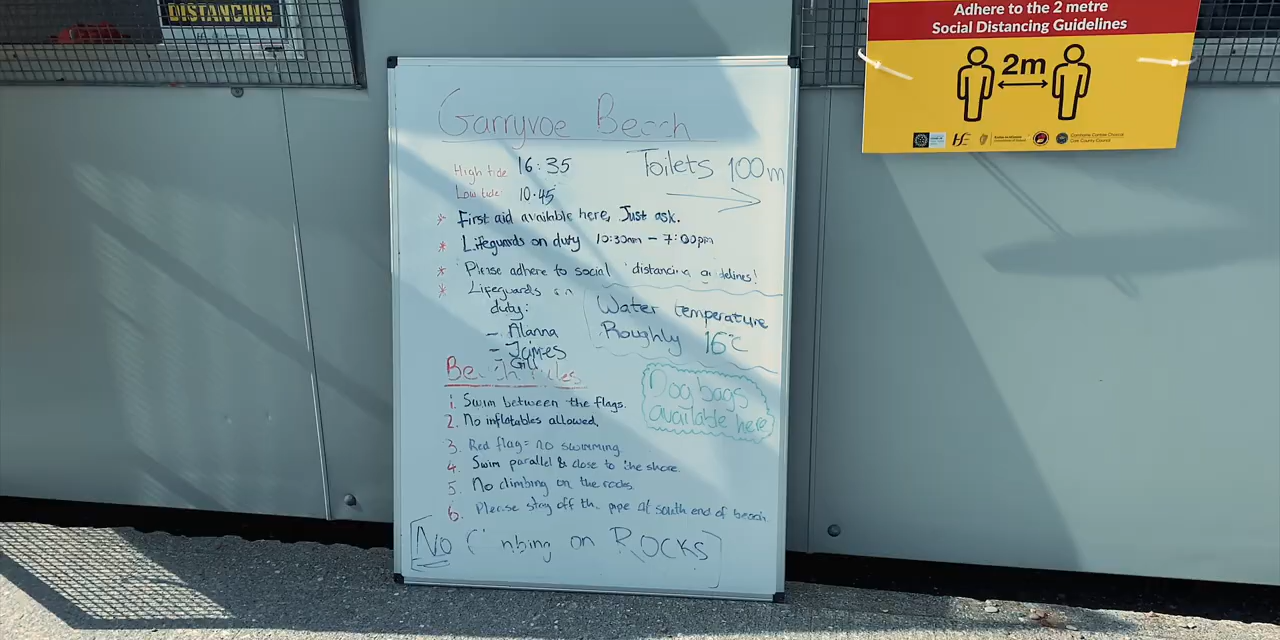 DISTANCING
Adhere to the 2 metre
Social Distancing Guidelines
2m
Garryvoe Beach
High tide 16:35
Low tide 10.45
Toilets 100m
* First aid available here, Just ask.
* Lifeguards on duty 10:30am – 7:00pm
* Please adhere to social distancing
* Lifeguards on
duty:
- Alanna
- James
Water temperature
Roughly 16°C
Beach Rules
Dog bags
available here
1. Swim between the flags.
2. No inflatables allowed.
3. Red flag = no swimming
4. Swim parallel & close to the shore.
5. No climbing on the rocks.
6. Please stay off the pipe at south end of beach.
No on ROCKS